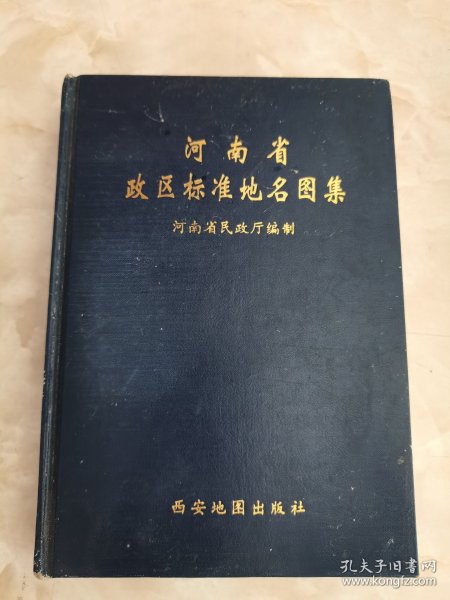 河南省
政区标准地名图集
河南省民政厅编制
西安地图出版社
孔夫子旧书网
www.kongfz.com